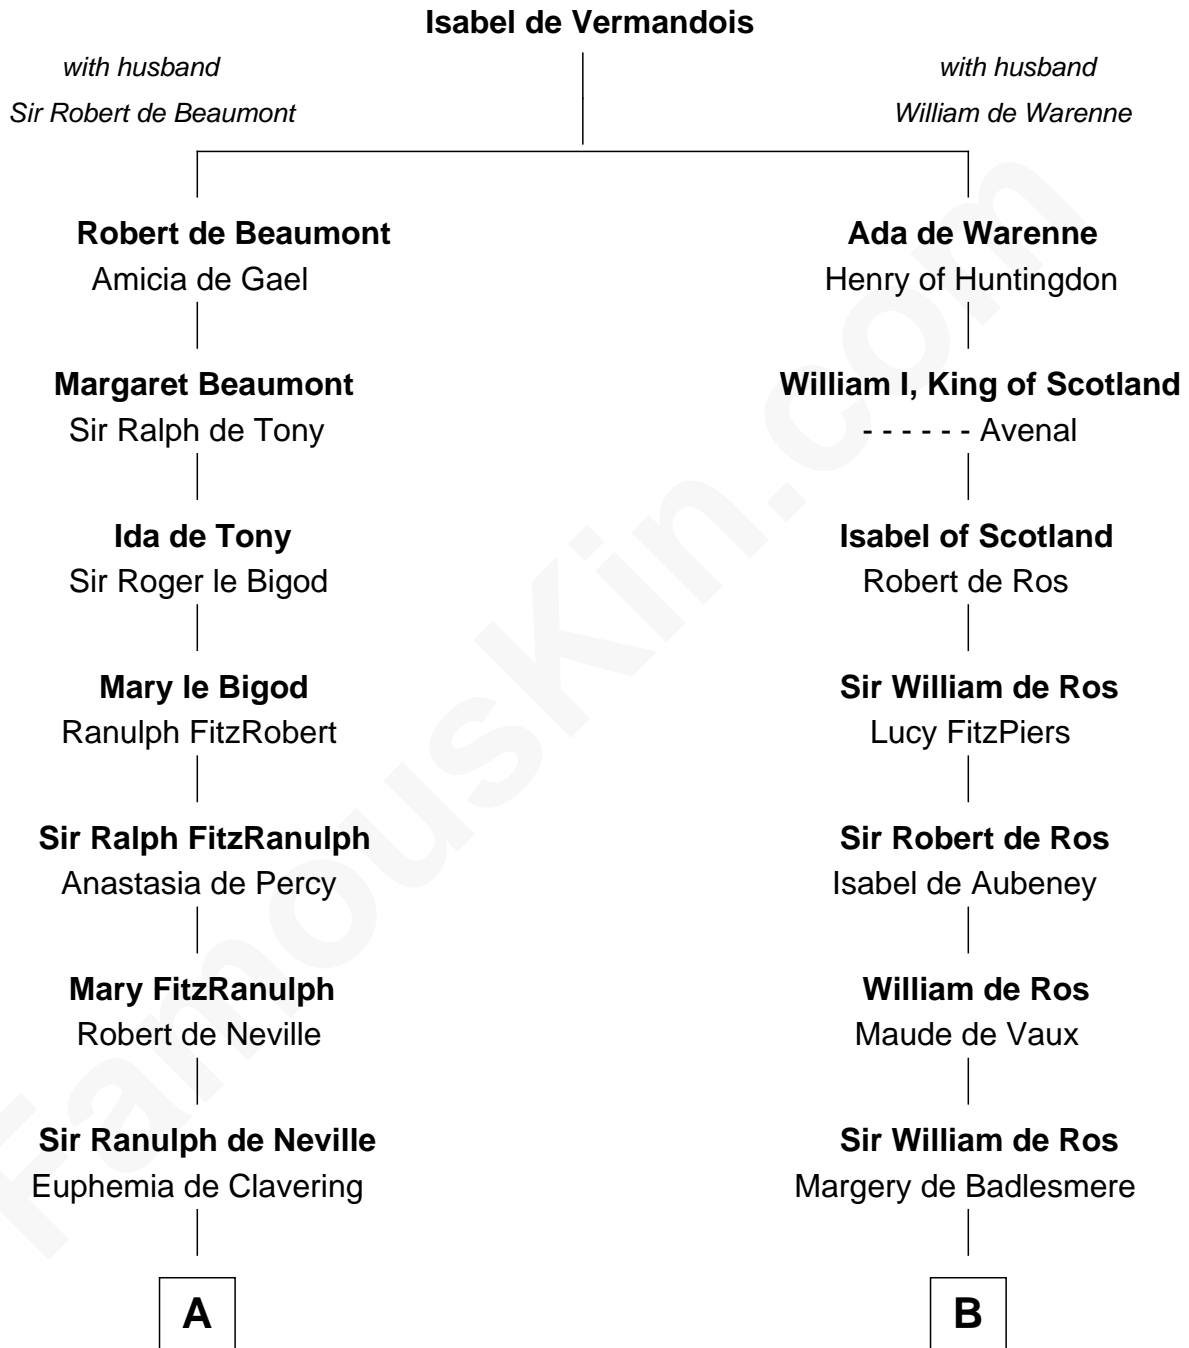 Isabel de Vermandois
with husband
Sir Robert de Beaumont
with husband
William de Warenne
Robert de Beaumont
Amicia de Gael
Ada de Warenne
Henry of Huntingdon
Margaret Beaumont
Sir Ralph de Tony
William I, King of Scotland
- - - - - - Avenal
Ida de Tony
Sir Roger le Bigod
Isabel of Scotland
Robert de Ros
Mary le Bigod
Ranulph FitzRobert
Sir William de Ros
Lucy FitzPiers
Sir Ralph FitzRanulph
Anastasia de Percy
Sir Robert de Ros
Isabel de Aubeney
Mary FitzRanulph
Robert de Neville
William de Ros
Maude de Vaux
Sir Ranulph de Neville
Euphemia de Clavering
Sir William de Ros
Margery de Badlesmere
A
B
FamousKin.com